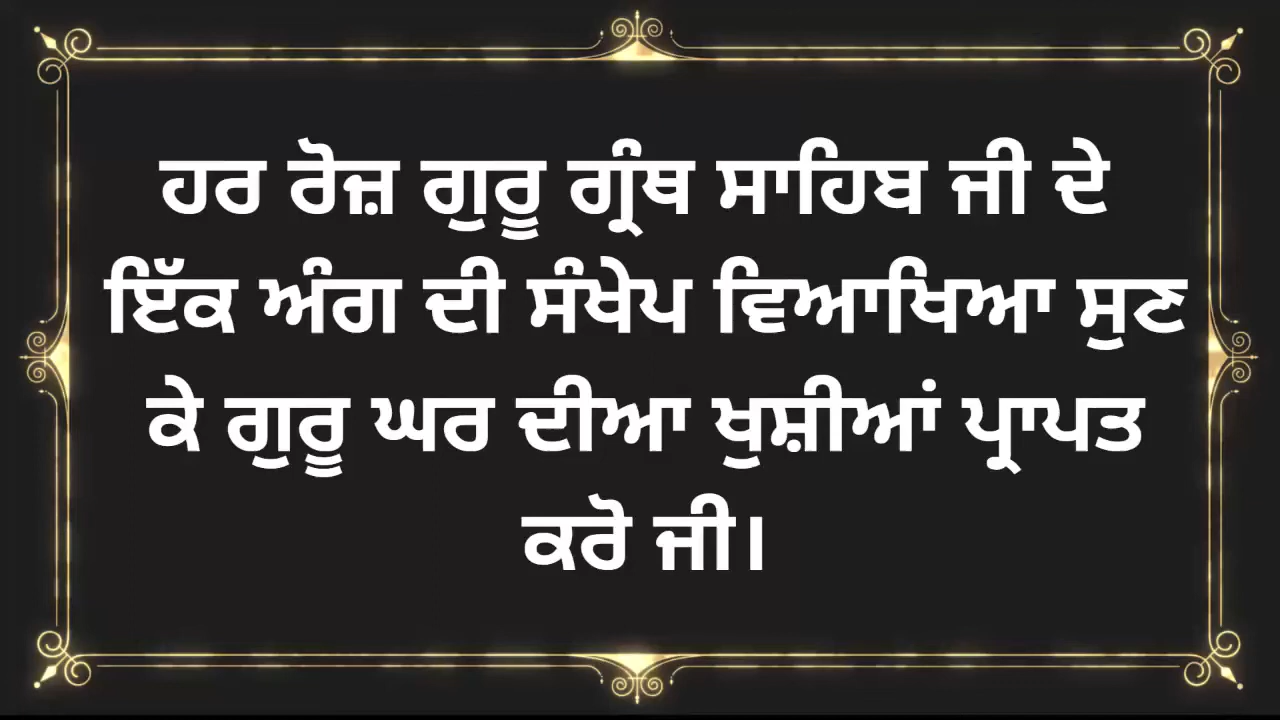 ਹਰ ਰੋਜ਼ ਗੁਰੂ ਗ੍ਰੰਥ ਸਾਹਿਬ ਜੀ ਦੇ
ਇੱਕ ਅੰਗ ਦੀ ਸੰਖੇਪ ਵਿਆਖਿਆ ਸੁਣ
ਕੇ ਗੁਰੂ ਘਰ ਦੀਆ ਖੁਸ਼ੀਆਂ ਪ੍ਰਾਪਤ
ਕਰੋ ਜੀ।